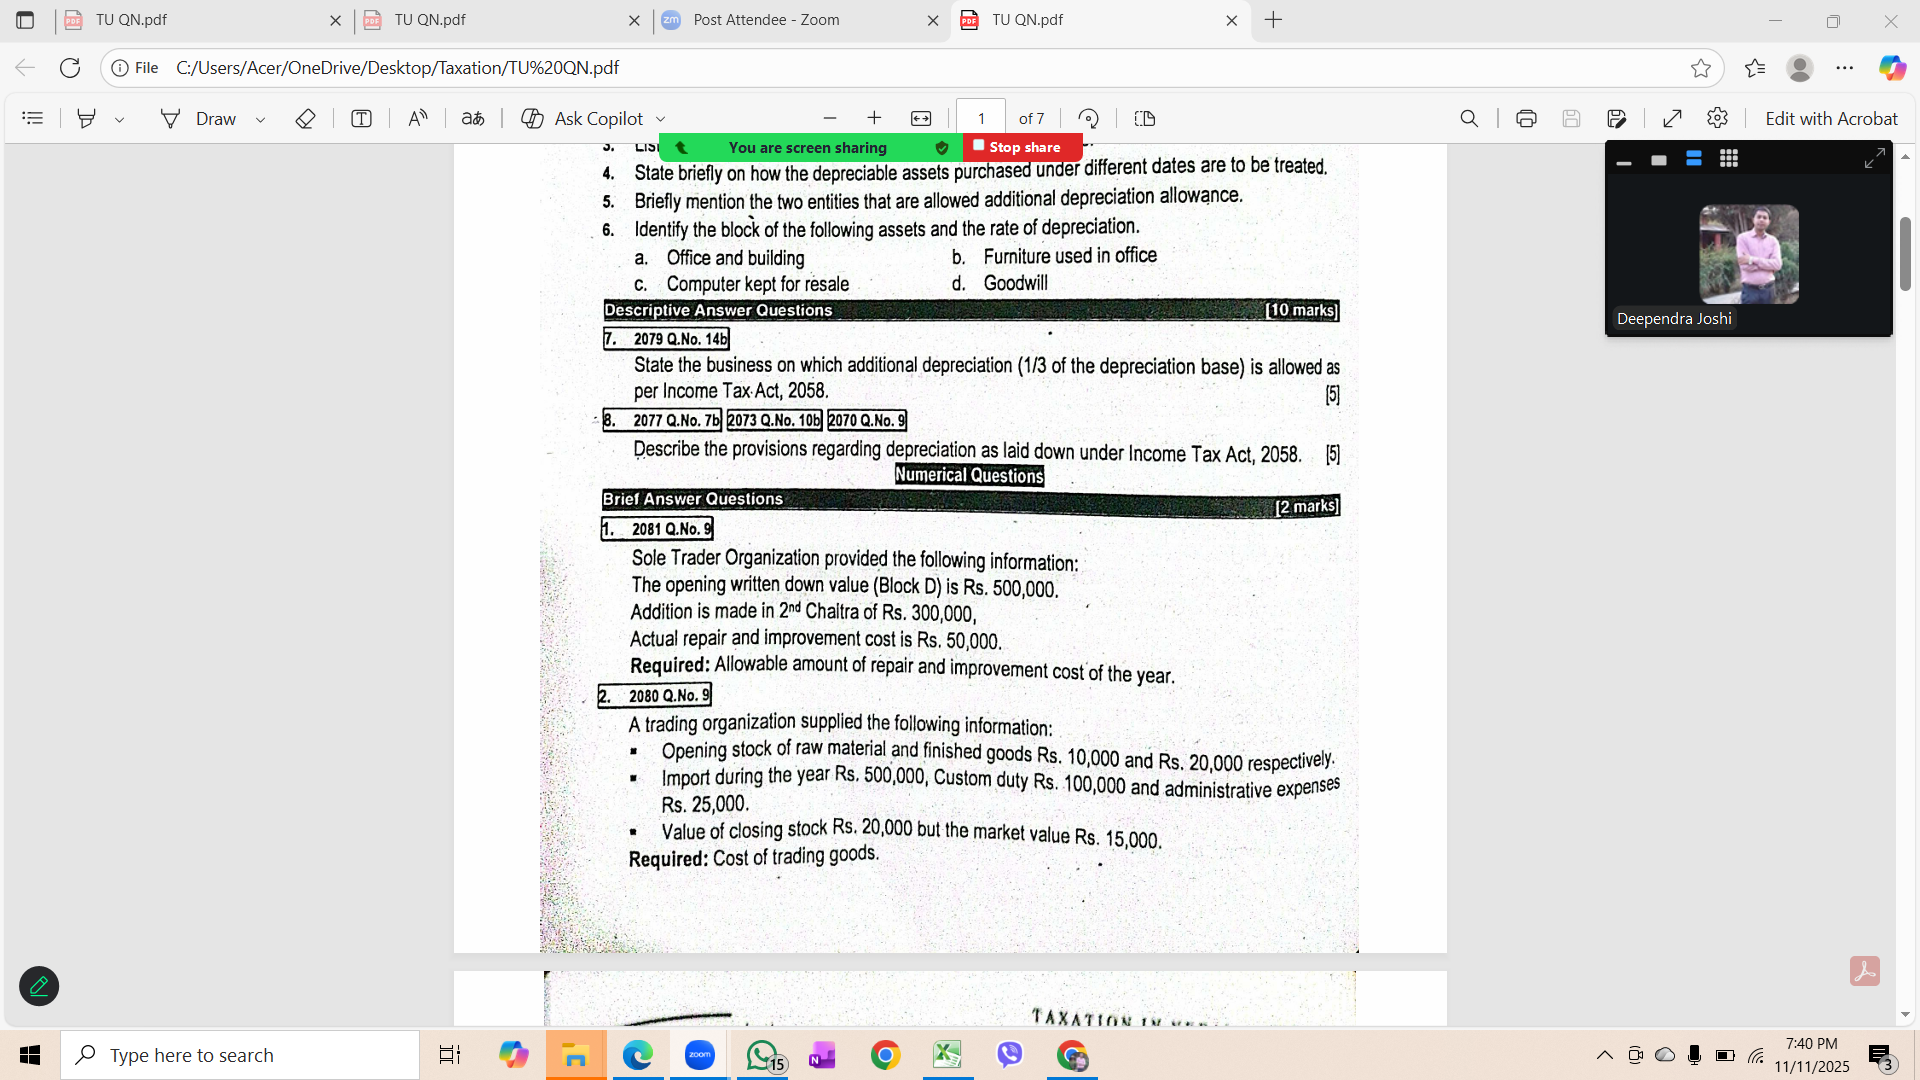 TU QN.pdf
TU QN.pdf
Post Attendee - Zoom
TU QN.pdf
File C:/Users/Acer/OneDrive/Desktop/Taxation/TU%20QN.pdf
Draw
Ask Copilot
1 of 7
Edit with Acrobat
You are screen sharing
Stop share
3.
4. State briefly on how the depreciable assets purchased under different dates are to be treated.
5. Briefly mention the two entities that are allowed additional depreciation allowance.
6. Identify the block of the following assets and the rate of depreciation.
a. Office and building b. Furniture used in office
c. Computer kept for resale d. Goodwill
Descriptive Answer Questions [10 marks]
7. 2079 Q.No. 14b
State the business on which additional depreciation (1/3 of the depreciation base) is allowed as
per Income Tax Act, 2058. [5]
8. 2077 Q.No. 7b 2073 Q.No. 10b 2070 Q.No. 9
Describe the provisions regarding depreciation as laid down under Income Tax Act, 2058. [5]
Numerical Questions
Brief Answer Questions [2 marks]
1. 2081 Q.No. 9
Sole Trader Organization provided the following information:
The opening written down value (Block D) is Rs. 500,000.
Addition is made in 2nd Chaitra of Rs. 300,000,
Actual repair and improvement cost is Rs. 50,000.
Required: Allowable amount of repair and improvement cost of the year.
2. 2080 Q.No. 9
A trading organization supplied the following information:
▪ Opening stock of raw material and finished goods Rs. 10,000 and Rs. 20,000 respectively.
▪ Import during the year Rs. 500,000, Custom duty Rs. 100,000 and administrative expenses
Rs. 25,000.
▪ Value of closing stock Rs. 20,000 but the market value Rs. 15,000.
Required: Cost of trading goods.
TAXATION IN
Deependra Joshi
Type here to search
zoom
15
7:40 PM
11/11/2025
3